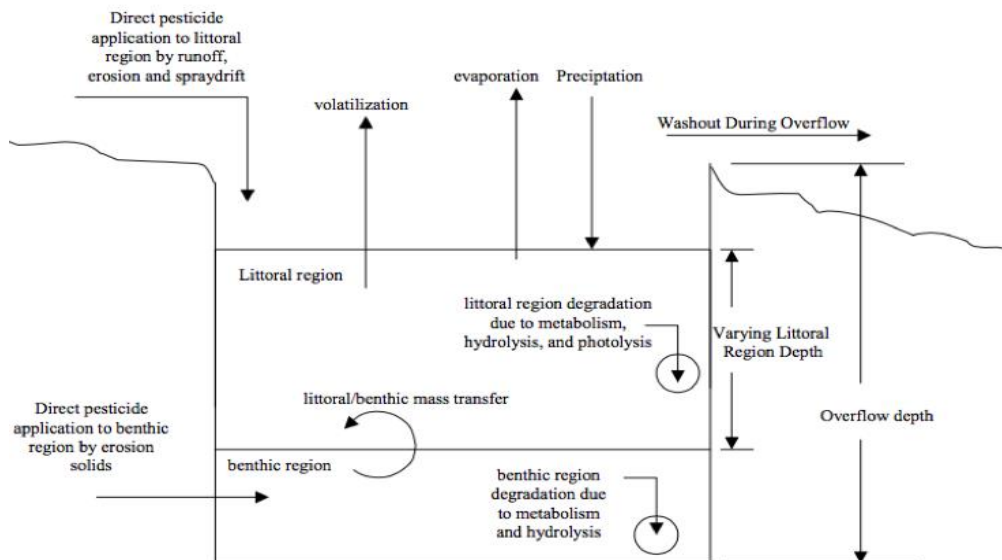 Direct pesticide
application to littoral
region by runoff,
erosion and spraydrift
volatilization
evaporation
Preciptation
Washout During Overflow
Littoral region
littoral region degradation
due to metabolism,
hydrolysis, and photolysis
Varying Littoral
Region Depth
Overflow depth
littoral/benthic mass transfer
Direct pesticide
application to benthic
region by erosion
solids
benthic region
benthic region
degradation due
to metabolism
and hydrolysis